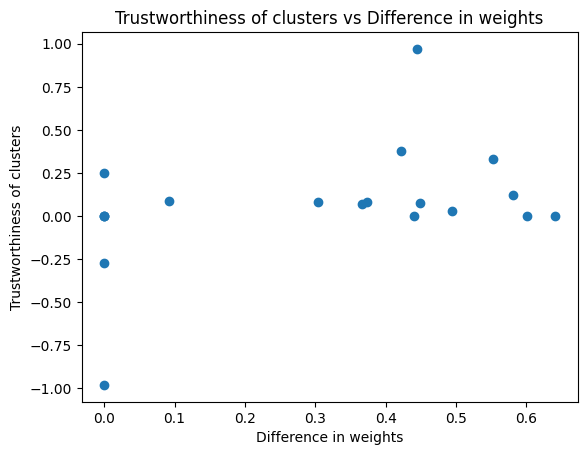 Trustworthiness of clusters vs Difference in weights
Trustworthiness of clusters
1.00
0.75
0.50
0.25
0.00
−0.25
−0.50
−0.75
−1.00
0.0 0.1 0.2 0.3 0.4 0.5 0.6
Difference in weights